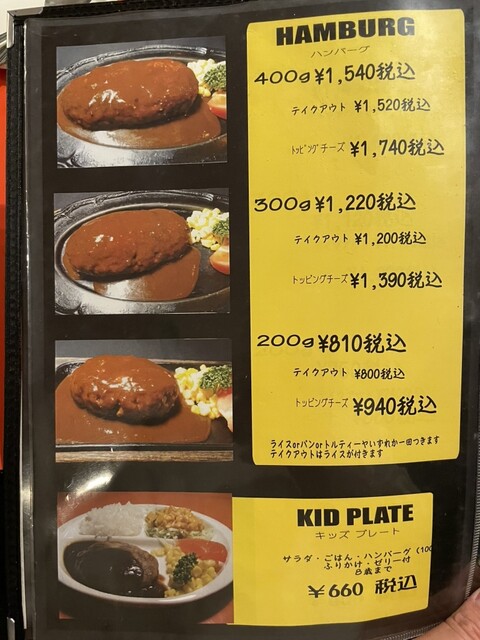 HAMBURG
ハンバーグ
400g¥1,540税込
テイクアウト ¥1,520税込
トッピングチーズ ¥1,740税込
300g¥1,220税込
テイクアウト ¥1,200税込
トッピングチーズ ¥1,390税込
200g¥810税込
テイクアウト ¥800税込
トッピングチーズ ¥940税込
ライスorパンorトルティーヤいずれか一皿つきます
テイクアウトはライスが付きます
KID PLATE
キッズ プレート
サラダ・ごはん・ハンバーグ(100
ふりかけ・ゼリー付
8歳まで
¥660 税込